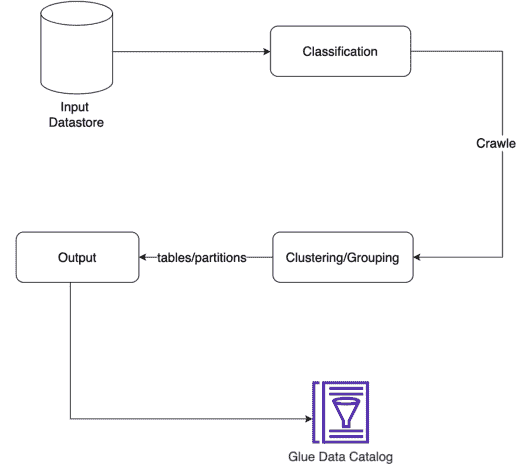 Input
Datastore
Classification
Crawle
Clustering/Grouping
tables/partitions
Output
Glue Data Catalog